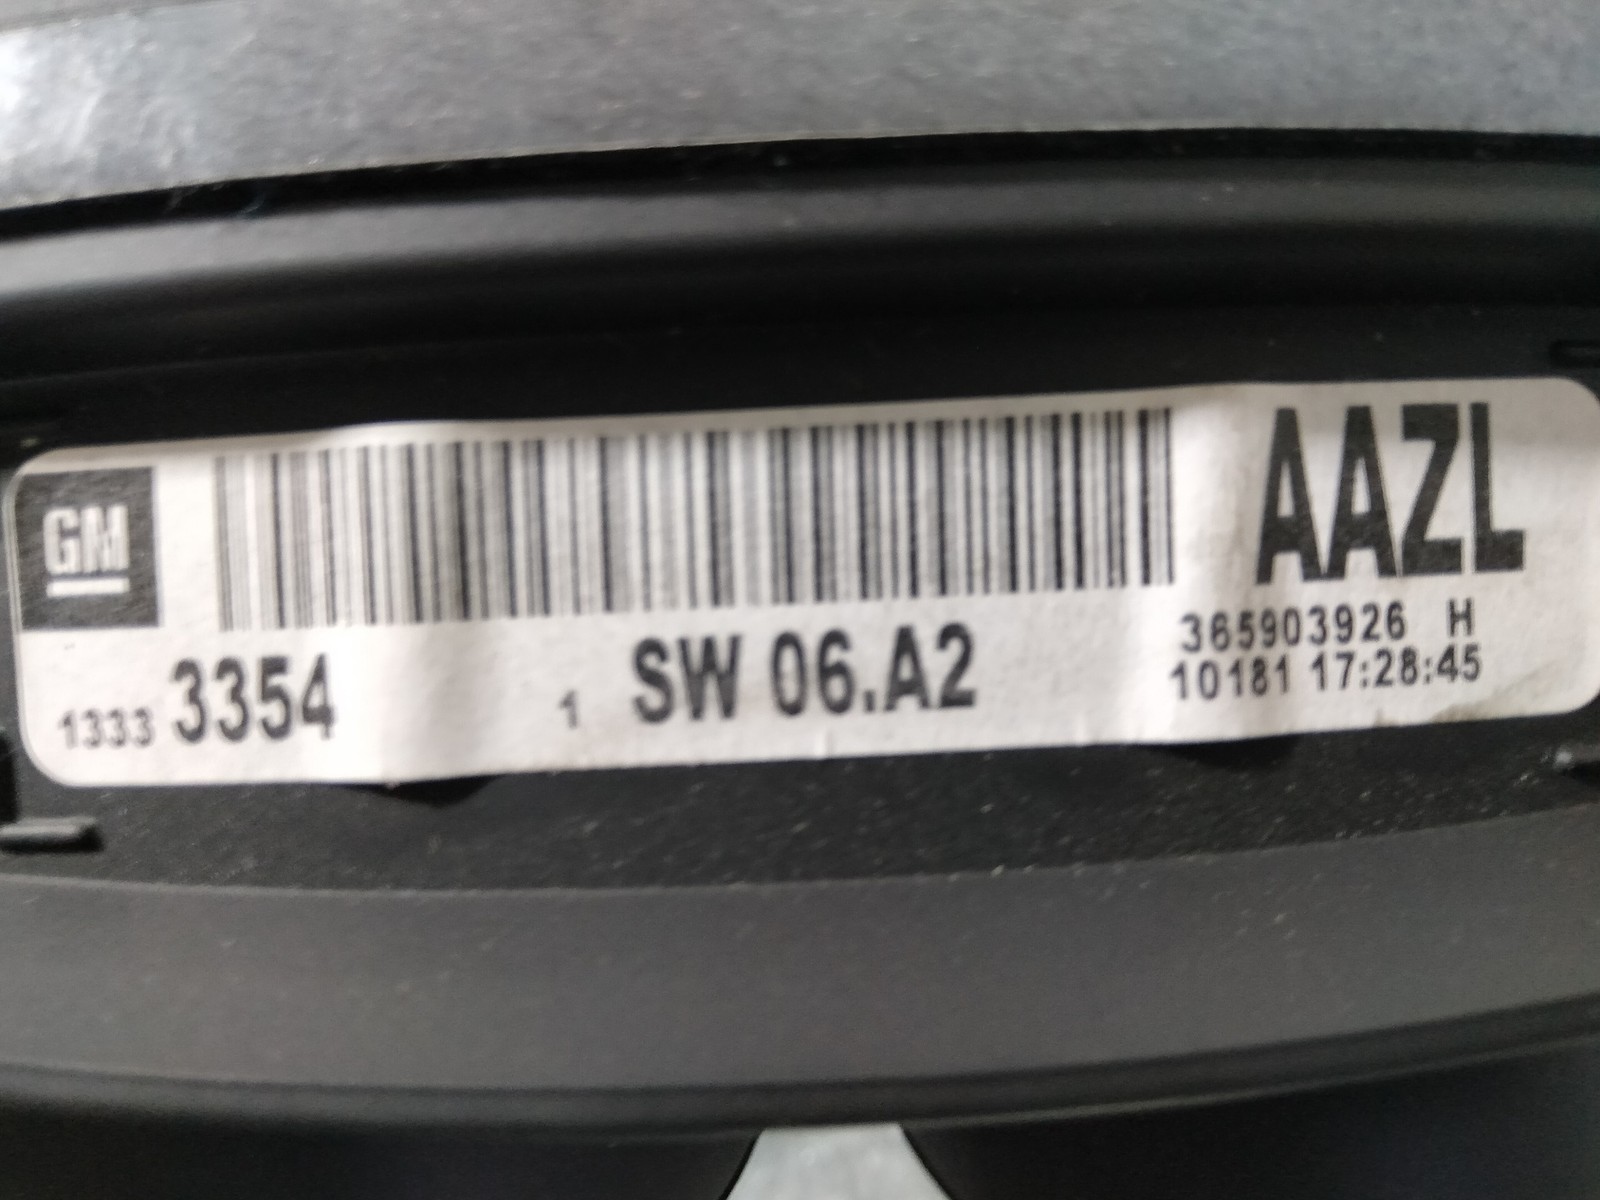 GM
AAZL
365903926 H
10181 17:28:45
1333 3354 1 SW 06.A2